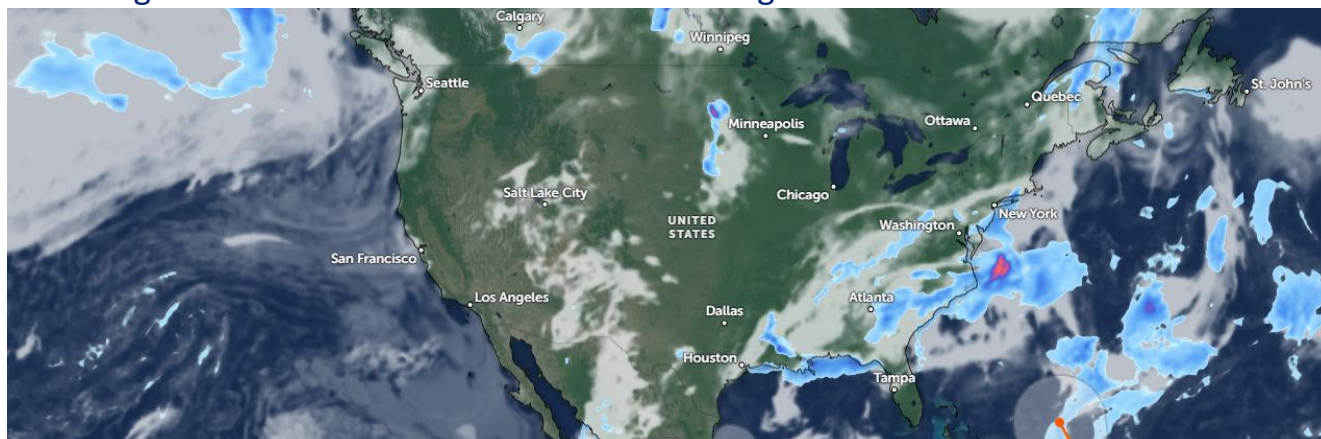 Calgary
Winnipeg
Seattle
St. John's
Quebec
Minneapolis
Ottawa
Salt Lake City
Chicago
UNITED
STATES
New York
Washington
San Francisco
Los Angeles
Atlanta
Dallas
Houston
Tampa